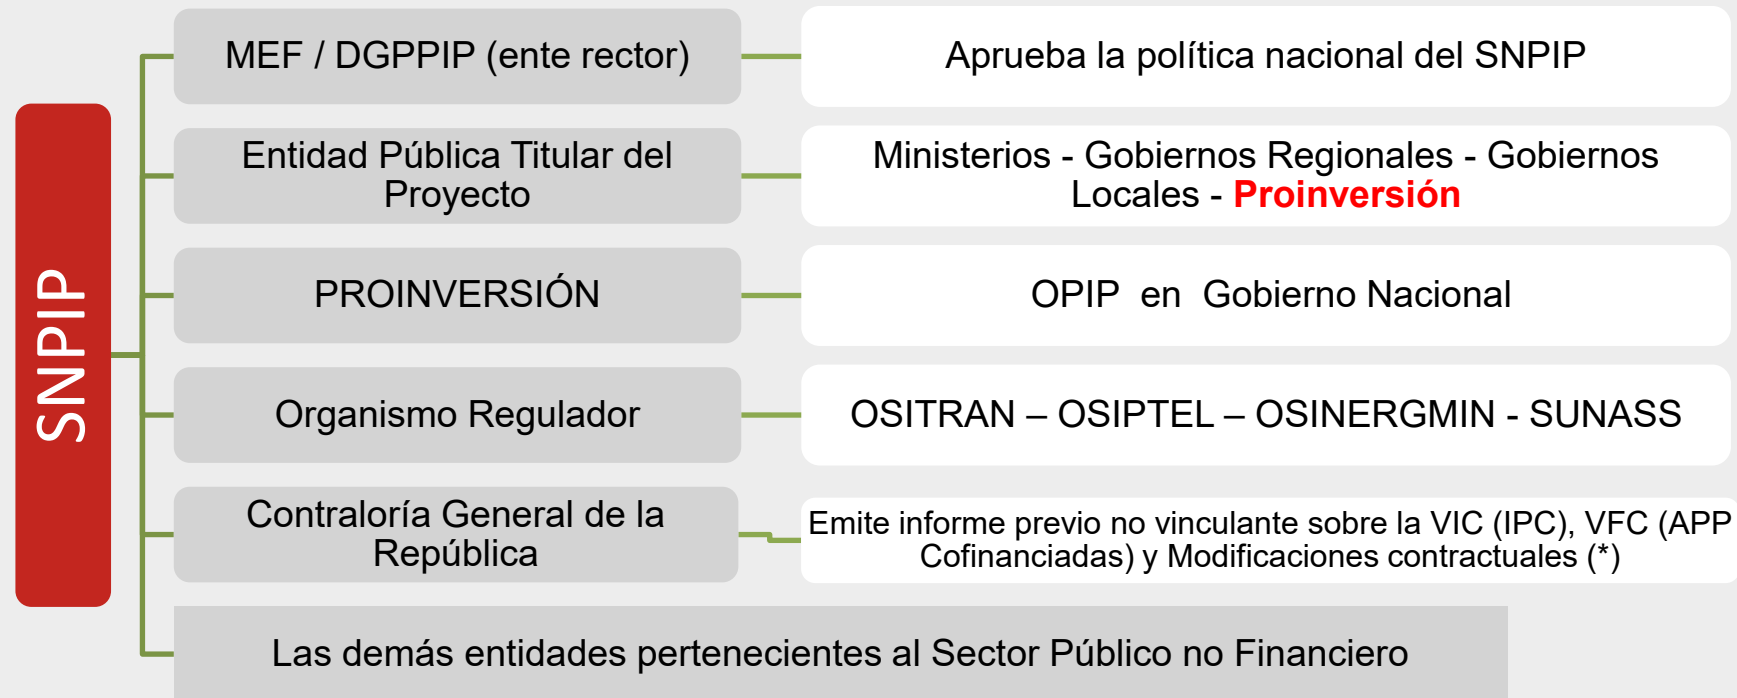 SNPIP
MEF / DGPPIP (ente rector)
Aprueba la política nacional del SNPIP
Entidad Pública Titular del
Proyecto
Ministerios - Gobiernos Regionales - Gobiernos
Locales - Proinversión
PROINVERSIÓN
OPIP en Gobierno Nacional
Organismo Regulador
OSITRAN – OSIPTEL – OSINERGMIN - SUNASS
Contraloría General de la
República
Emite informe previo no vinculante sobre la VIC (IPC), VFC (APP
Cofinanciadas) y Modificaciones contractuales (*)
Las demás entidades pertenecientes al Sector Público no Financiero